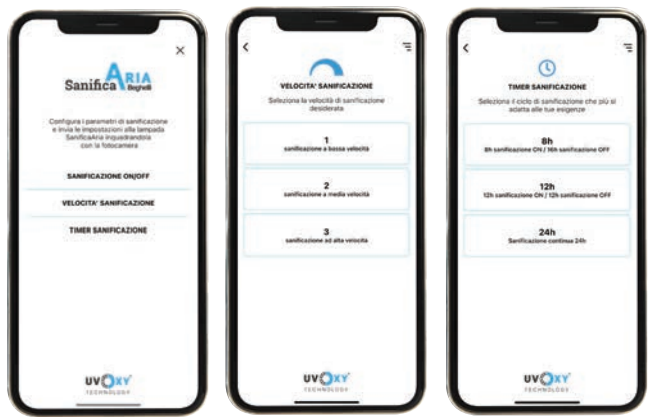 SanificaARIA
Beghelli
Configura i parametri di sanificazione
e invia le impostazioni alla lampada
SanificaAria inquadrandola
con la fotocamera
SANIFICAZIONE ON/OFF
VELOCITA' SANIFICAZIONE
TIMER SANIFICAZIONE
UVOXY
TECHNOLOGY
VELOCITA' SANIFICAZIONE
Seleziona la velocità di sanificazione
desiderata
1
sanificazione a bassa velocità
2
sanificazione a media velocità
3
sanificazione ad alta velocità
UVOXY
TECHNOLOGY
TIMER SANIFICAZIONE
Seleziona il ciclo di sanificazione che più si
adatta alle tue esigenze
8h
8h sanificazione ON / 16h sanificazione OFF
12h
12h sanificazione ON / 12h sanificazione OFF
24h
Sanificazione continua 24h
UVOXY
TECHNOLOGY